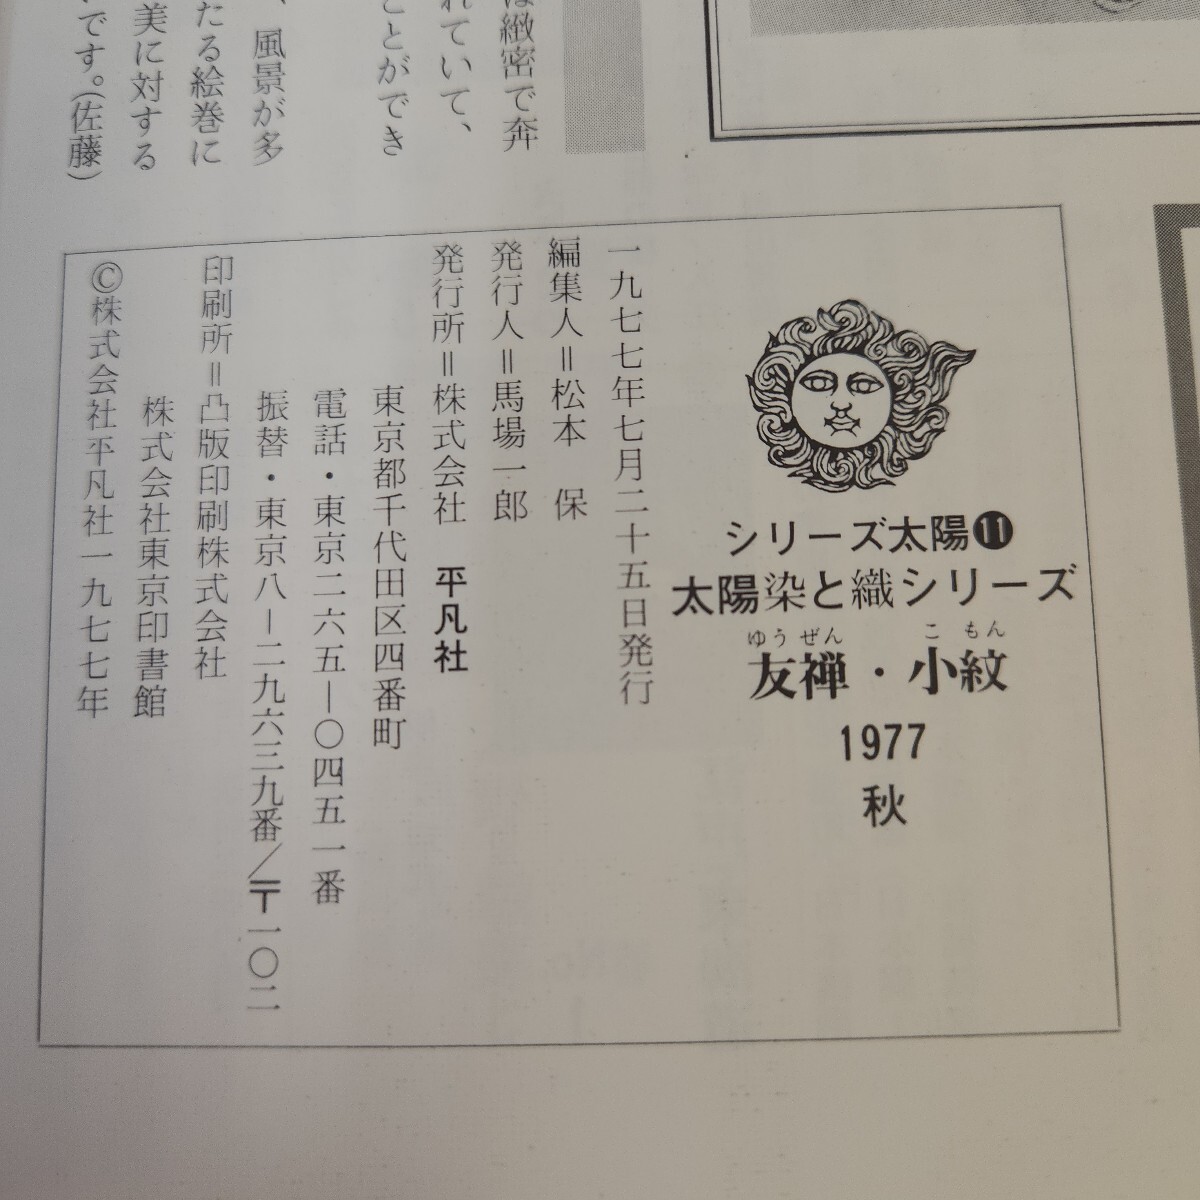 は緻密で奔
れていて、
ことができ
、風景が多
たる絵巻に
美に対する
です。(佐藤)
シリーズ太陽⓫
太陽染と織シリーズ
ゆうぜん こもん
友禅・小紋
1977
秋
一九七七年七月二十五日発行
編集人＝松本 保
発行人＝馬場一郎
発行所＝株式会社 平凡社
東京都千代田区四番町
電話・東京二六五―〇四五一番
振替・東京八―二九六三九番／〒一〇二
印刷所＝凸版印刷株式会社
株式会社東京印書館
©株式会社平凡社一九七七年